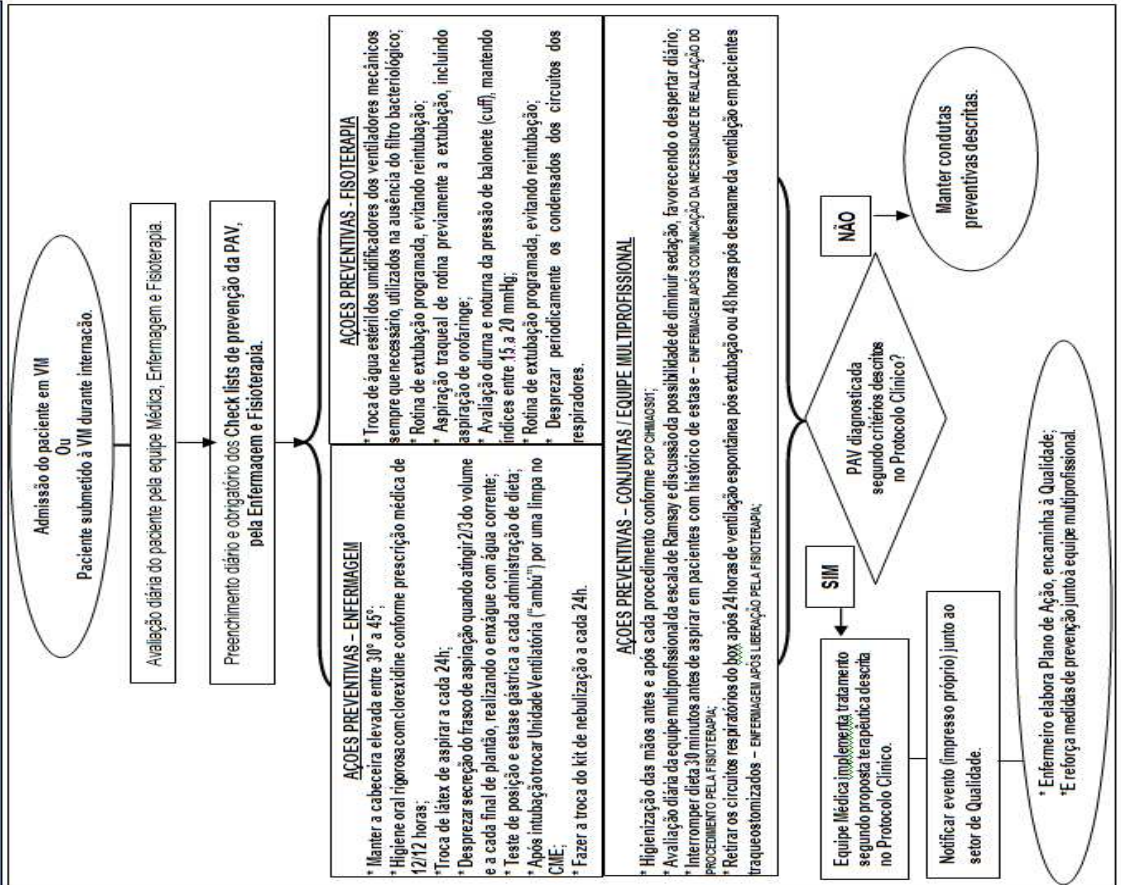 Admissão do paciente em VM
Ou
Paciente submetido à VM durante internação.
Avaliação diária do paciente pela equipe Médica, Enfermagem e Fisioterapia.
Preenchimento diário e obrigatório dos Check lists de prevenção da PAV,
pela Enfermagem e Fisioterapia.
AÇOES PREVENTIVAS – ENFERMAGEM
* Manter a cabeceira elevada entre 30º a 45º;
* Higiene oral rigorosa com clorexidine conforme prescrição médica de
12/12 horas;
*Troca de látex de aspirar a cada 24h;
* Desprezar secreção do frasco de aspiração quando atingir 2/3 do volume
e a cada final de plantão, realizando o enxágue com água corrente;
* Teste de posição e estase gástrica a cada administração de dieta;
* Após intubação trocar Unidade Ventilatória ("ambú") por uma limpa no
CME;
* Fazer a troca do kit de nebulização a cada 24h.
AÇOES PREVENTIVAS - FISOTERAPIA
* Troca de água estéril dos umidificadores dos ventiladores mecânicos
sempre que necessário, utilizados na ausência do filtro bacteriológico;
* Rotina de extubação programada, evitando reintubação;
* Aspiração traqueal de rotina previamente a extubação, incluindo
aspiração de orofaringe;
* Avaliação diurna e noturna da pressão de balonete (cuff), mantendo
índices entre 15 a 20 mmHg;
* Rotina de extubação programada, evitando reintubação;
* Desprezar periodicamente os condensados dos circuitos dos
respiradores.
AÇOES PREVENTIVAS – CONJUNTAS / EQUIPE MULTIPROFISSIONAL
* Higienização das mãos antes e após cada procedimento conforme POP CIHMAOS01;
* Avaliação diária da equipe multiprofissional da escala de Ramsay e discussão da possibilidade de diminuir sedação, favorecendo o despertar diário;
* Interromper dieta 30 minutos antes de aspirar em pacientes com histórico de estase – ENFERMAGEM APÓS COMUNICAÇÃO DA NECESSIDADE DE REALIZAÇÃO DO
PROCEDIMENTO PELA FISIOTERAPIA;
* Retirar os circuitos respiratórios do box após 24 horas de ventilação espontânea pós extubação ou 48 horas pós desmame da ventilação em pacientes
traqueostomizados – ENFERMAGEM APÓS LIBERAÇÃO PELA FISIOTERAPIA;
PAV diagnosticada
segundo critérios descritos
no Protocolo Clínico?
SIM
NÃO
Manter condutas
preventivas descritas.
Equipe Médica implementa tratamento
segundo proposta terapêutica descrita
no Protocolo Clínico.
Notificar evento (impresso próprio) junto ao
setor de Qualidade.
* Enfermeiro elabora Plano de Ação, encaminha à Qualidade;
*E reforça medidas de prevenção junto à equipe multiprofissional.